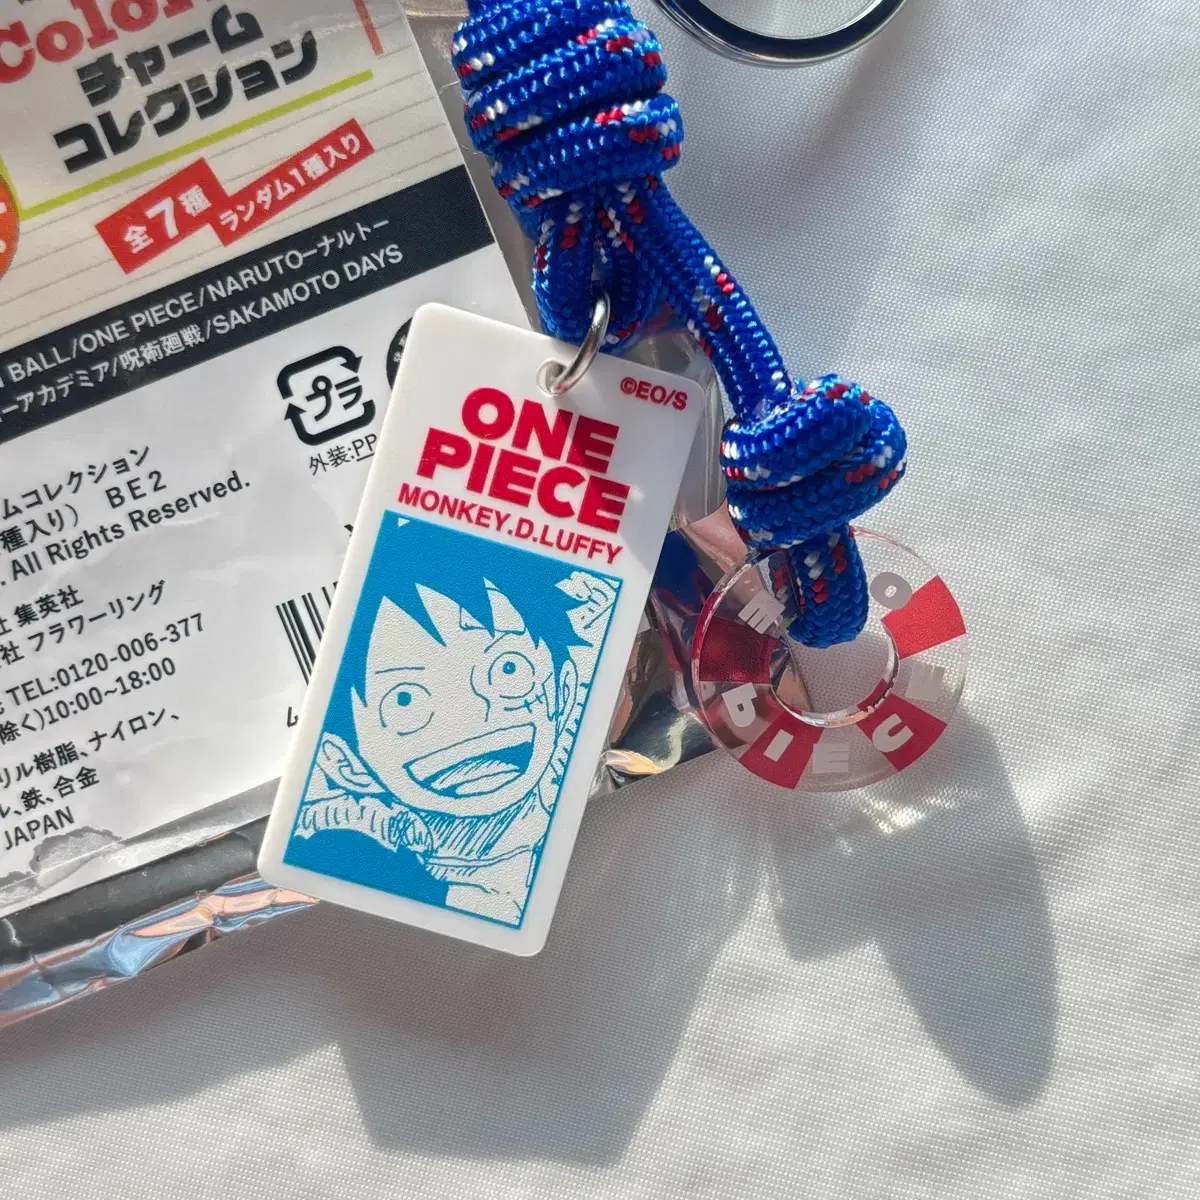 Color
チャーム
コレクション
全7種
ランダム1種入り
BALL/ONE PIECE/NARUTO-ナルト-
ーアカデミア/呪術廻戦/SAKAMOTO DAYS
プラ
外装:PP
ムコレクション
種入り) BE2
. All Rights Reserved.
社 集英社
社 フラワーリング
TEL:0120-006-377
除く)10:00~18:00
リル樹脂、ナイロン、
ル、鉄、合金
JAPAN
©EO/S
ONE
PIECE
MONKEY.D.LUFFY